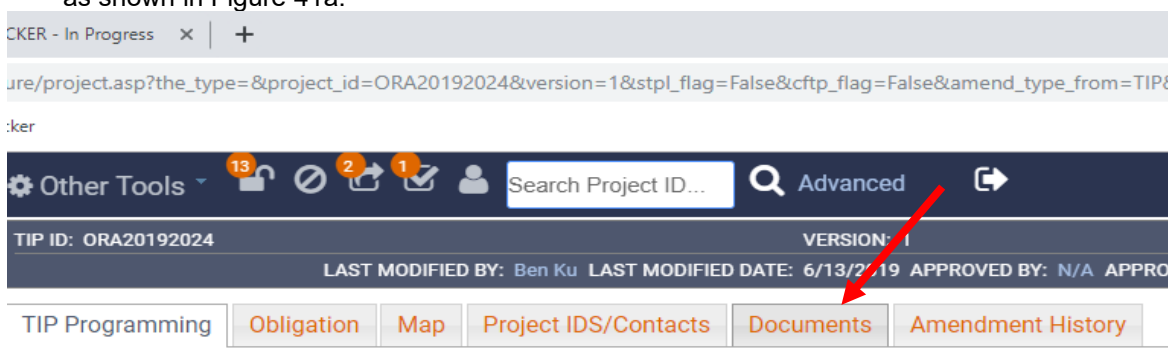 as shown in Figure 41a.
CKER - In Progress × +
ure/project.asp?the_type=&project_id=ORA20192024&version=1&stpl_flag=False&cftp_flag=False&amend_type_from=TIP&
cker
Other Tools 13 2 1 Search Project ID... Advanced
TIP ID: ORA20192024 VERSION: 1
LAST MODIFIED BY: Ben Ku LAST MODIFIED DATE: 6/13/2019 APPROVED BY: N/A APPRO
TIP Programming Obligation Map Project IDS/Contacts Documents Amendment History